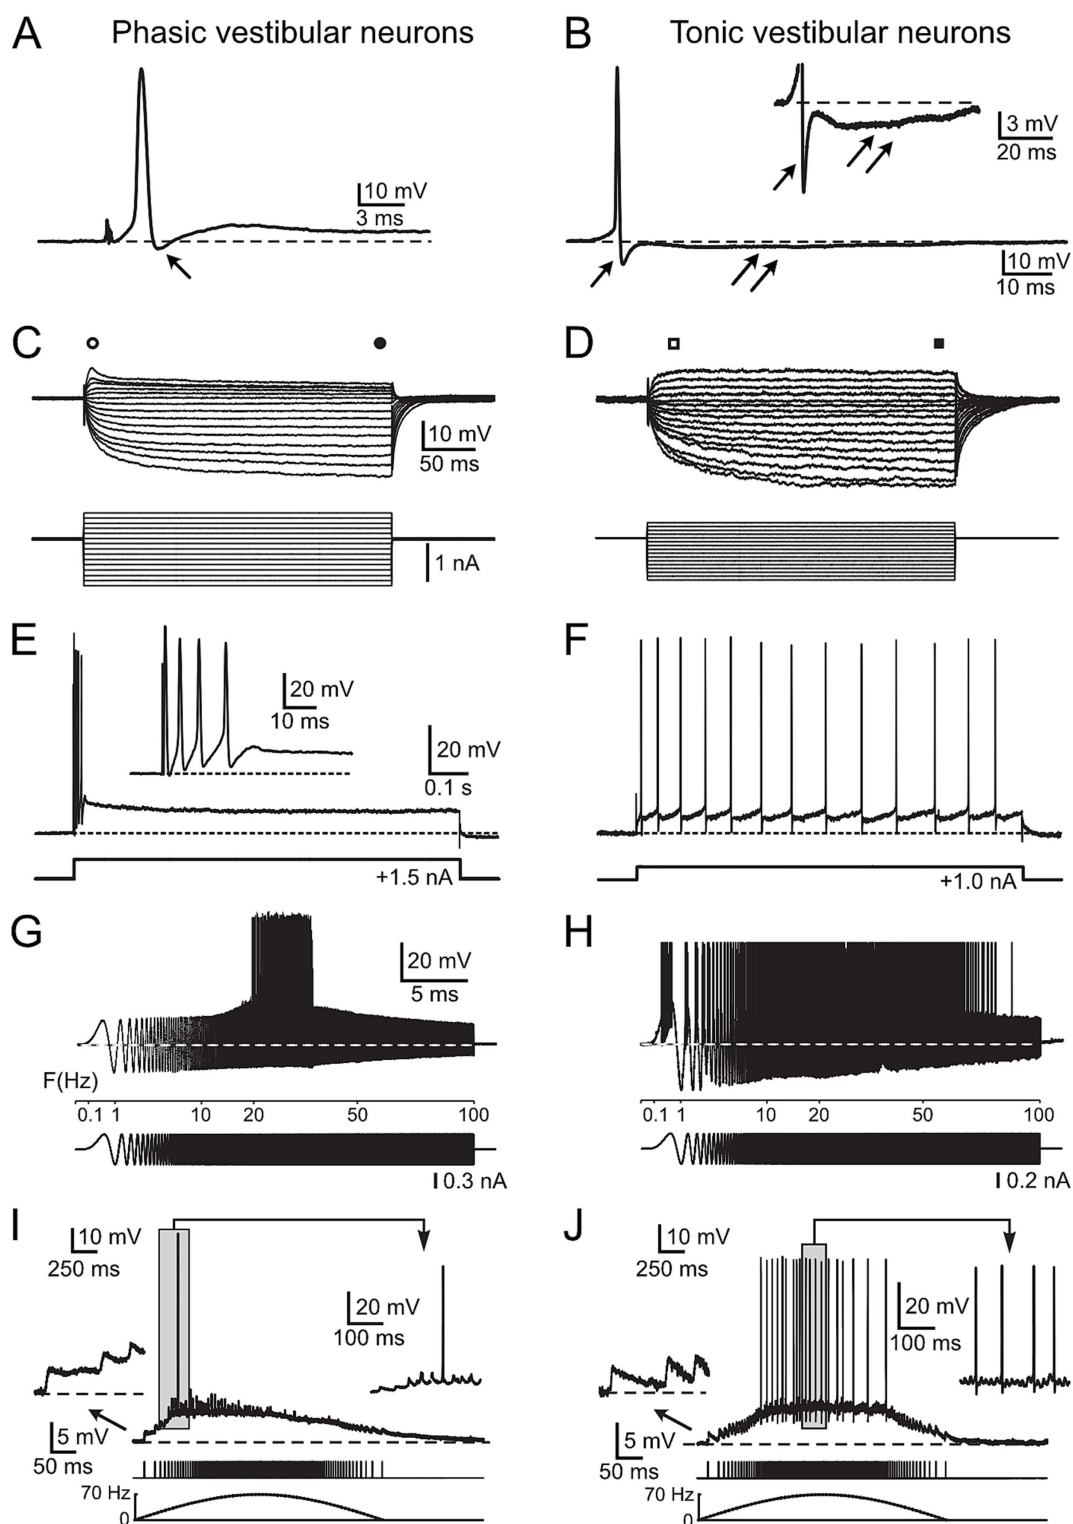 A Phasic vestibular neurons
B Tonic vestibular neurons
10 mV
3 ms
3 mV
20 ms
10 mV
10 ms
C
10 mV
50 ms
1 nA
D
E
20 mV
10 ms
20 mV
0.1 s
+1.5 nA
F
+1.0 nA
G
20 mV
5 ms
F(Hz)
0.1 1 10 20 50 100
0.3 nA
H
0.1 1 10 20 50 100
0.2 nA
I
10 mV
250 ms
20 mV
100 ms
5 mV
50 ms
70 Hz
0
J
10 mV
250 ms
20 mV
100 ms
5 mV
50 ms
70 Hz
0